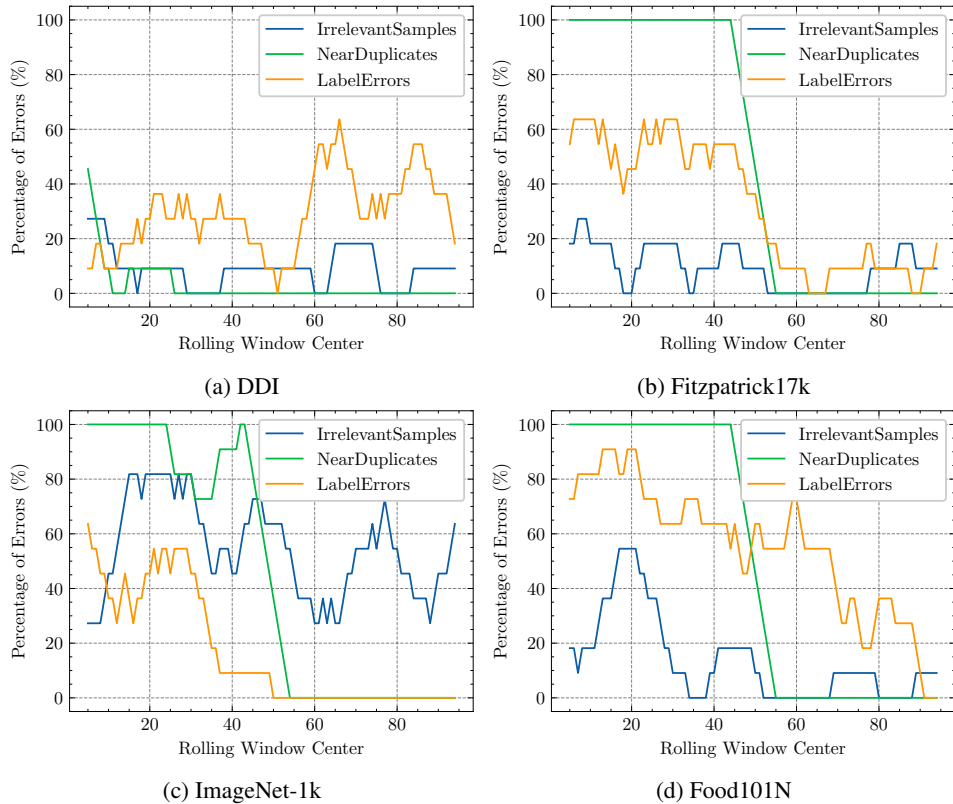 100
80
60
40
20
0
Percentage of Errors (%)
IrrelevantSamples
NearDuplicates
LabelErrors
20 40 60 80
Rolling Window Center
(a) DDI
100
80
60
40
20
0
Percentage of Errors (%)
IrrelevantSamples
NearDuplicates
LabelErrors
20 40 60 80
Rolling Window Center
(b) Fitzpatrick17k
100
80
60
40
20
0
Percentage of Errors (%)
IrrelevantSamples
NearDuplicates
LabelErrors
20 40 60 80
Rolling Window Center
(c) ImageNet-1k
100
80
60
40
20
0
Percentage of Errors (%)
IrrelevantSamples
NearDuplicates
LabelErrors
20 40 60 80
Rolling Window Center
(d) Food101N